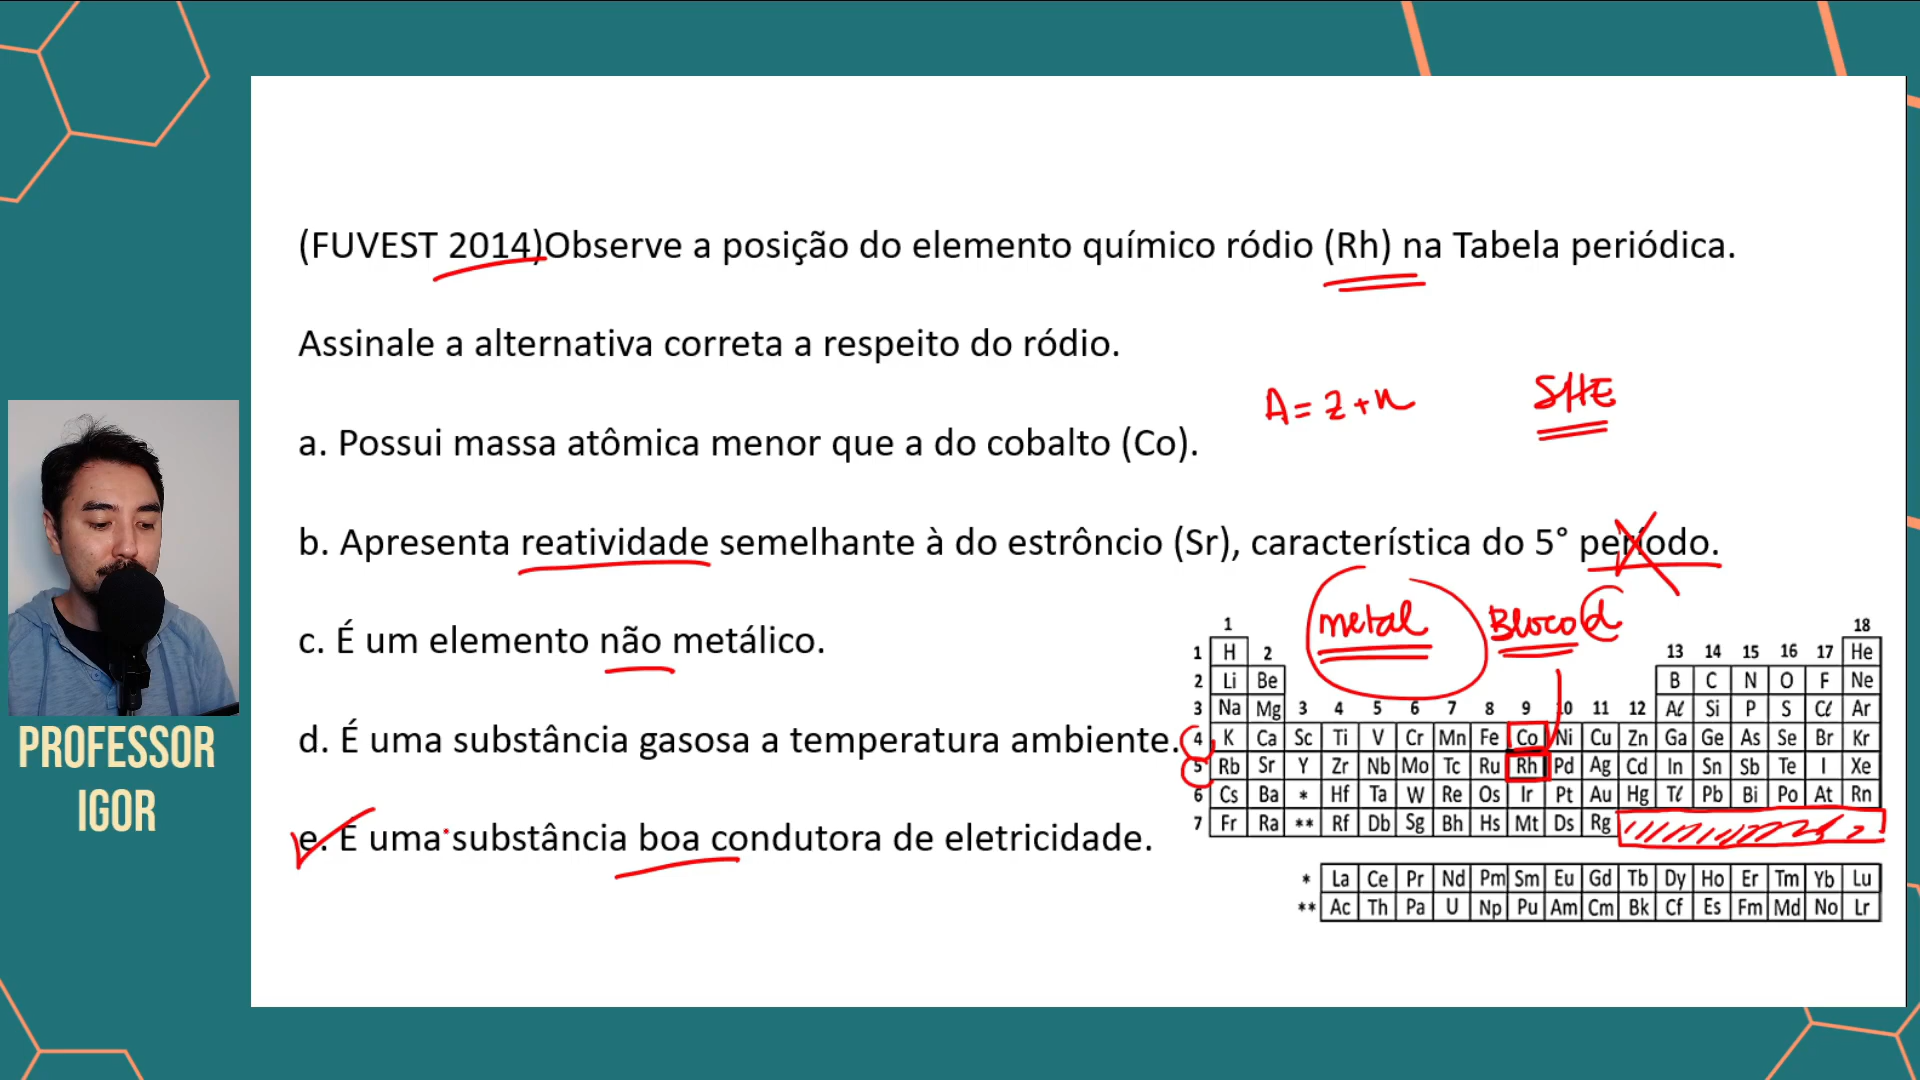 (FUVEST 2014)Observe a posição do elemento químico ródio (Rh) na Tabela periódica.
Assinale a alternativa correta a respeito do ródio.
A = Z + n
SHE
a. Possui massa atômica menor que a do cobalto (Co).
b. Apresenta reatividade semelhante à do estrôncio (Sr), característica do 5° período.
metal
Bloco d
c. É um elemento não metálico.
d. É uma substância gasosa a temperatura ambiente.
e. É uma substância boa condutora de eletricidade.
1 18
1 H 2 13 14 15 16 17 He
2 Li Be B C N O F Ne
3 Na Mg 3 4 5 6 7 8 9 10 11 12 Aℓ Si P S Cℓ Ar
4 K Ca Sc Ti V Cr Mn Fe Co Ni Cu Zn Ga Ge As Se Br Kr
5 Rb Sr Y Zr Nb Mo Tc Ru Rh Pd Ag Cd In Sn Sb Te I Xe
6 Cs Ba * Hf Ta W Re Os Ir Pt Au Hg Tℓ Pb Bi Po At Rn
7 Fr Ra ** Rf Db Sg Bh Hs Mt Ds Rg
* La Ce Pr Nd Pm Sm Eu Gd Tb Dy Ho Er Tm Yb Lu
** Ac Th Pa U Np Pu Am Cm Bk Cf Es Fm Md No Lr
PROFESSOR
IGOR